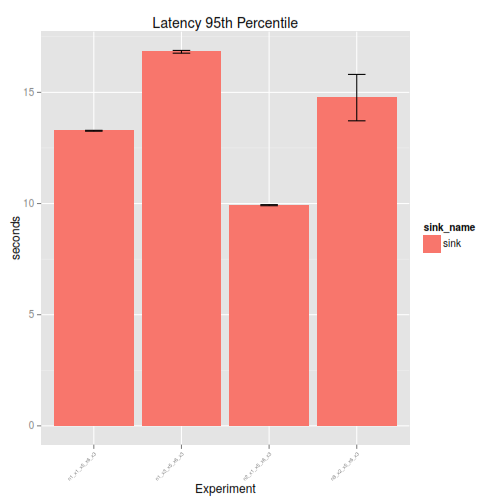 Latency 95th Percentile
15
10
5
0
seconds
Experiment
sink_name
sink